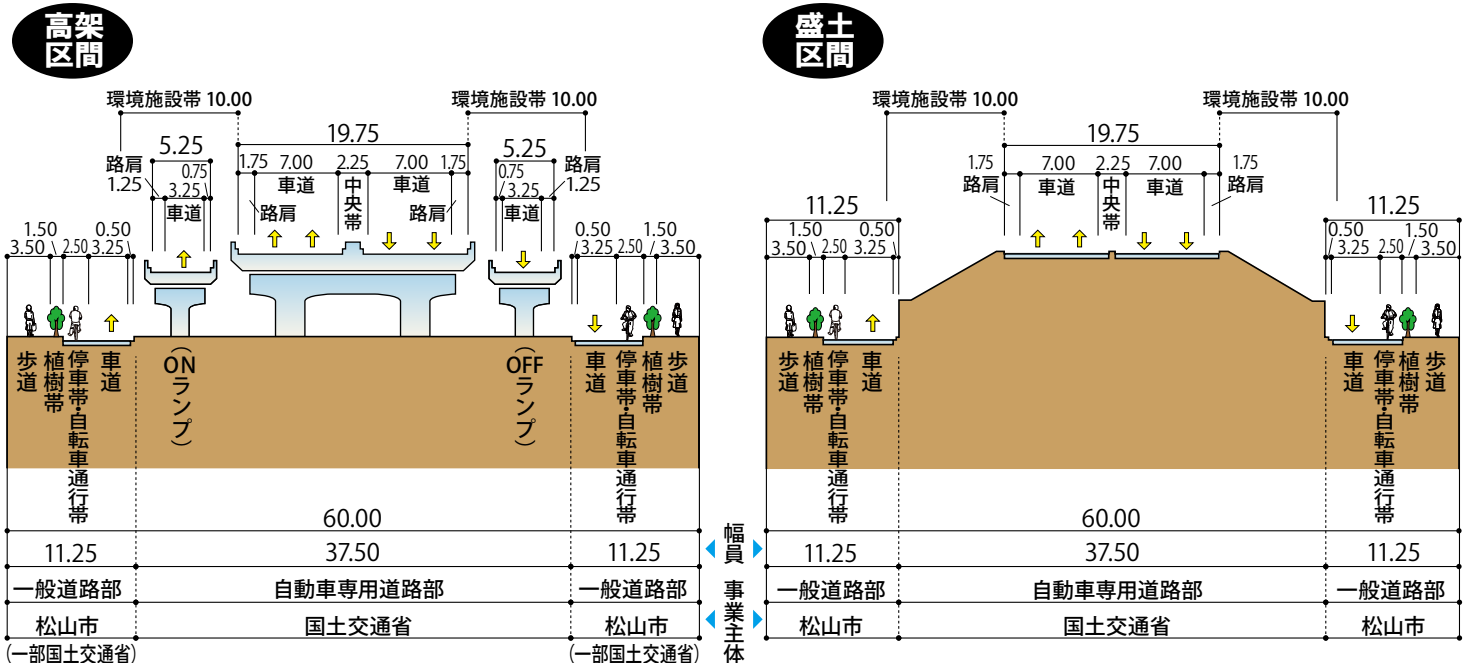 高架
区間
環境施設帯 10.00
環境施設帯 10.00
19.75
5.25
5.25
路肩
1.25
0.75
3.25
車道
1.75
7.00
2.25
7.00
1.75
車道
中央帯
車道
路肩
路肩
0.75
3.25
車道
路肩
1.25
1.50
0.50
3.50
2.50
3.25
0.50
1.50
3.25
2.50
3.50
歩道
植樹帯
停車帯・自転車通行帯
車道
(ONランプ)
(OFFランプ)
車道
停車帯・自転車通行帯
植樹帯
歩道
60.00
11.25
37.50
11.25
一般道路部
自動車専用道路部
一般道路部
松山市
国土交通省
松山市
(一部国土交通省)
(一部国土交通省)
幅員
事業主体
盛土
区間
環境施設帯 10.00
環境施設帯 10.00
19.75
1.75
路肩
7.00
2.25
7.00
車道
中央帯
車道
1.75
路肩
11.25
11.25
1.50
0.50
3.50
2.50
3.25
0.50
1.50
3.25
2.50
3.50
歩道
植樹帯
停車帯・自転車通行帯
車道
車道
停車帯・自転車通行帯
植樹帯
歩道
60.00
11.25
37.50
11.25
一般道路部
自動車専用道路部
一般道路部
松山市
国土交通省
松山市